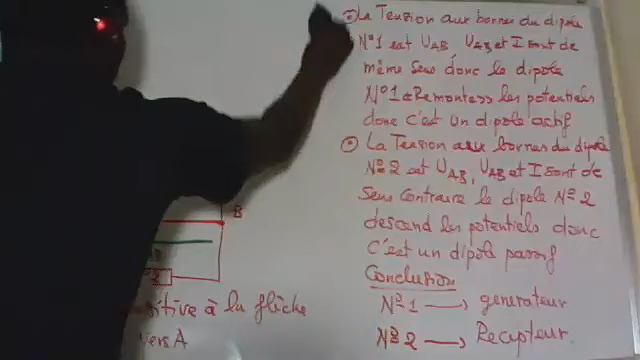 ⊙ La Tension aux bornes du dipole
N°1 est UAB, UAB et I sont de
même sens donc le dipole
N°1 Remontess les potentiels
donc c'est un dipole actif
⊙ La Tension aux bornes du dipole
N°2 est UAB, UAB et I sont de
sens contraire le dipole N°2
descend les potentiels donc
C'est un dipole passif
Conclusion
N°1 → generateur
N°2 → Recepteur.
B
sitive à la flèche
vers A